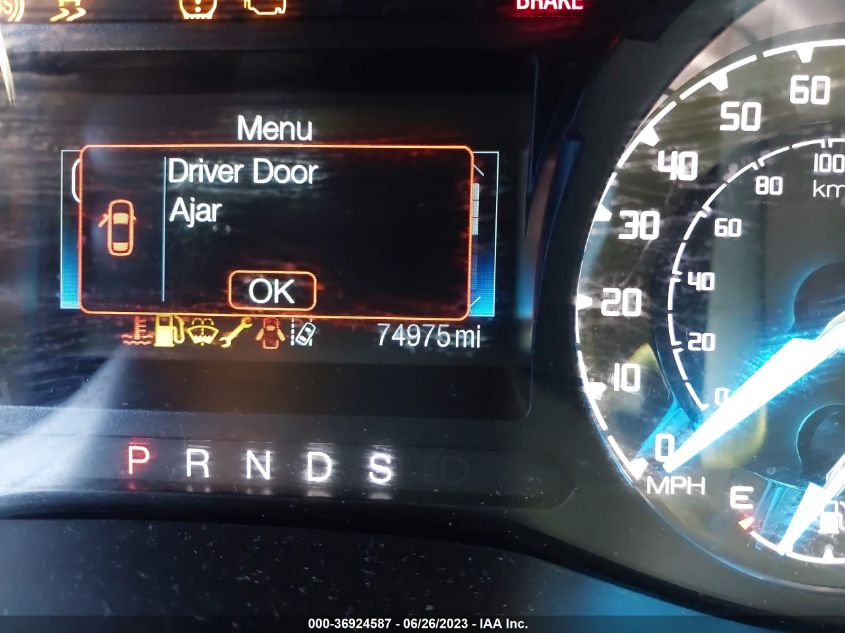 BRAKE
Menu
Driver Door
Ajar
OK
74975 mi
P R N D S
0 10 20 30 40 50 60
MPH
0 20 40 60 80 100
km
E
000-36924587 - 06/26/2023 - IAA Inc.